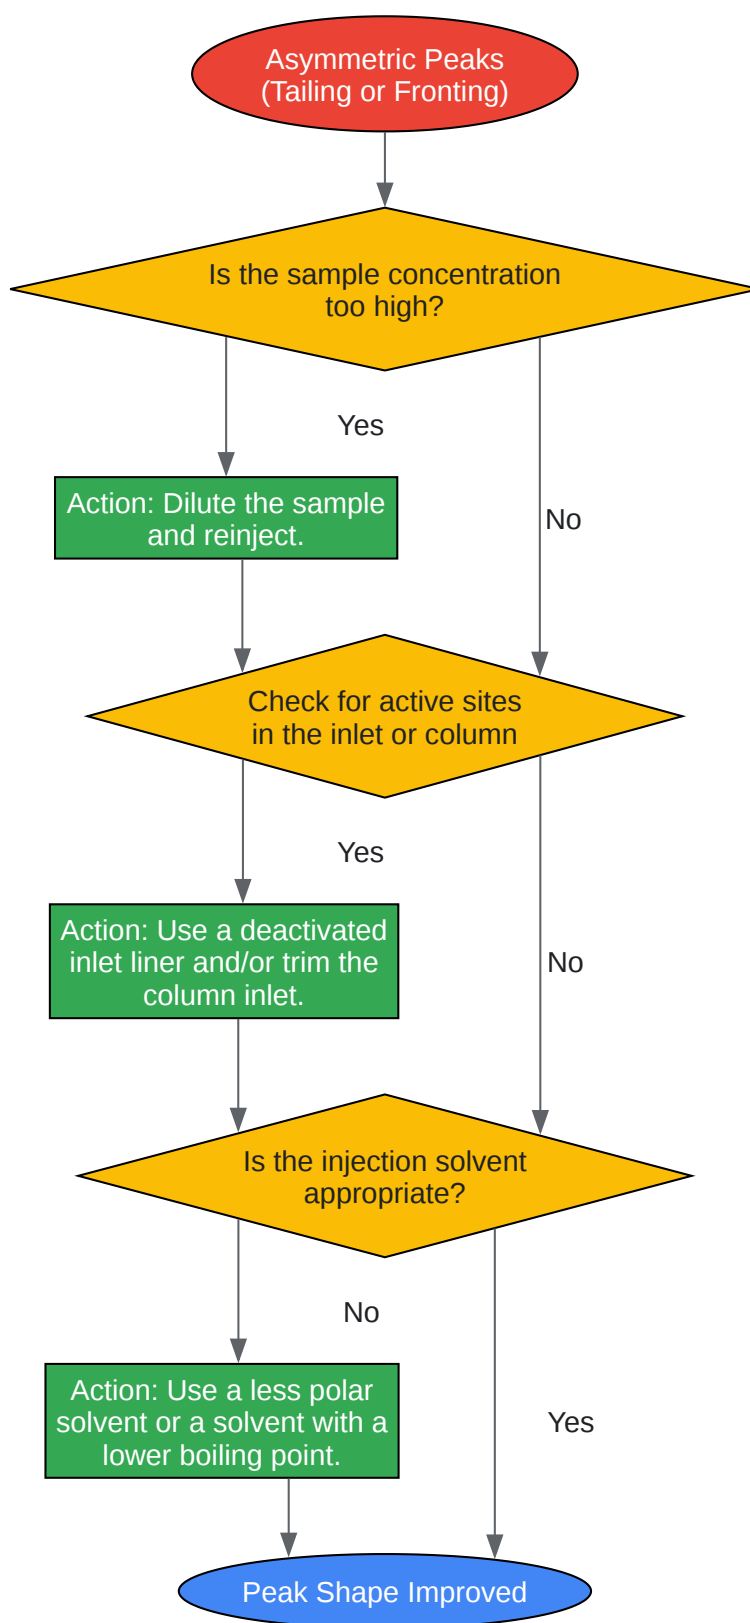 Asymmetric Peaks
(Tailing or Fronting)
Is the sample concentration
too high?
Yes
Action: Dilute the sample
and reinject.
No
Check for active sites
in the inlet or column
Yes
Action: Use a deactivated
inlet liner and/or trim the
column inlet.
No
Is the injection solvent
appropriate?
No
Action: Use a less polar
solvent or a solvent with a
lower boiling point.
Yes
Peak Shape Improved